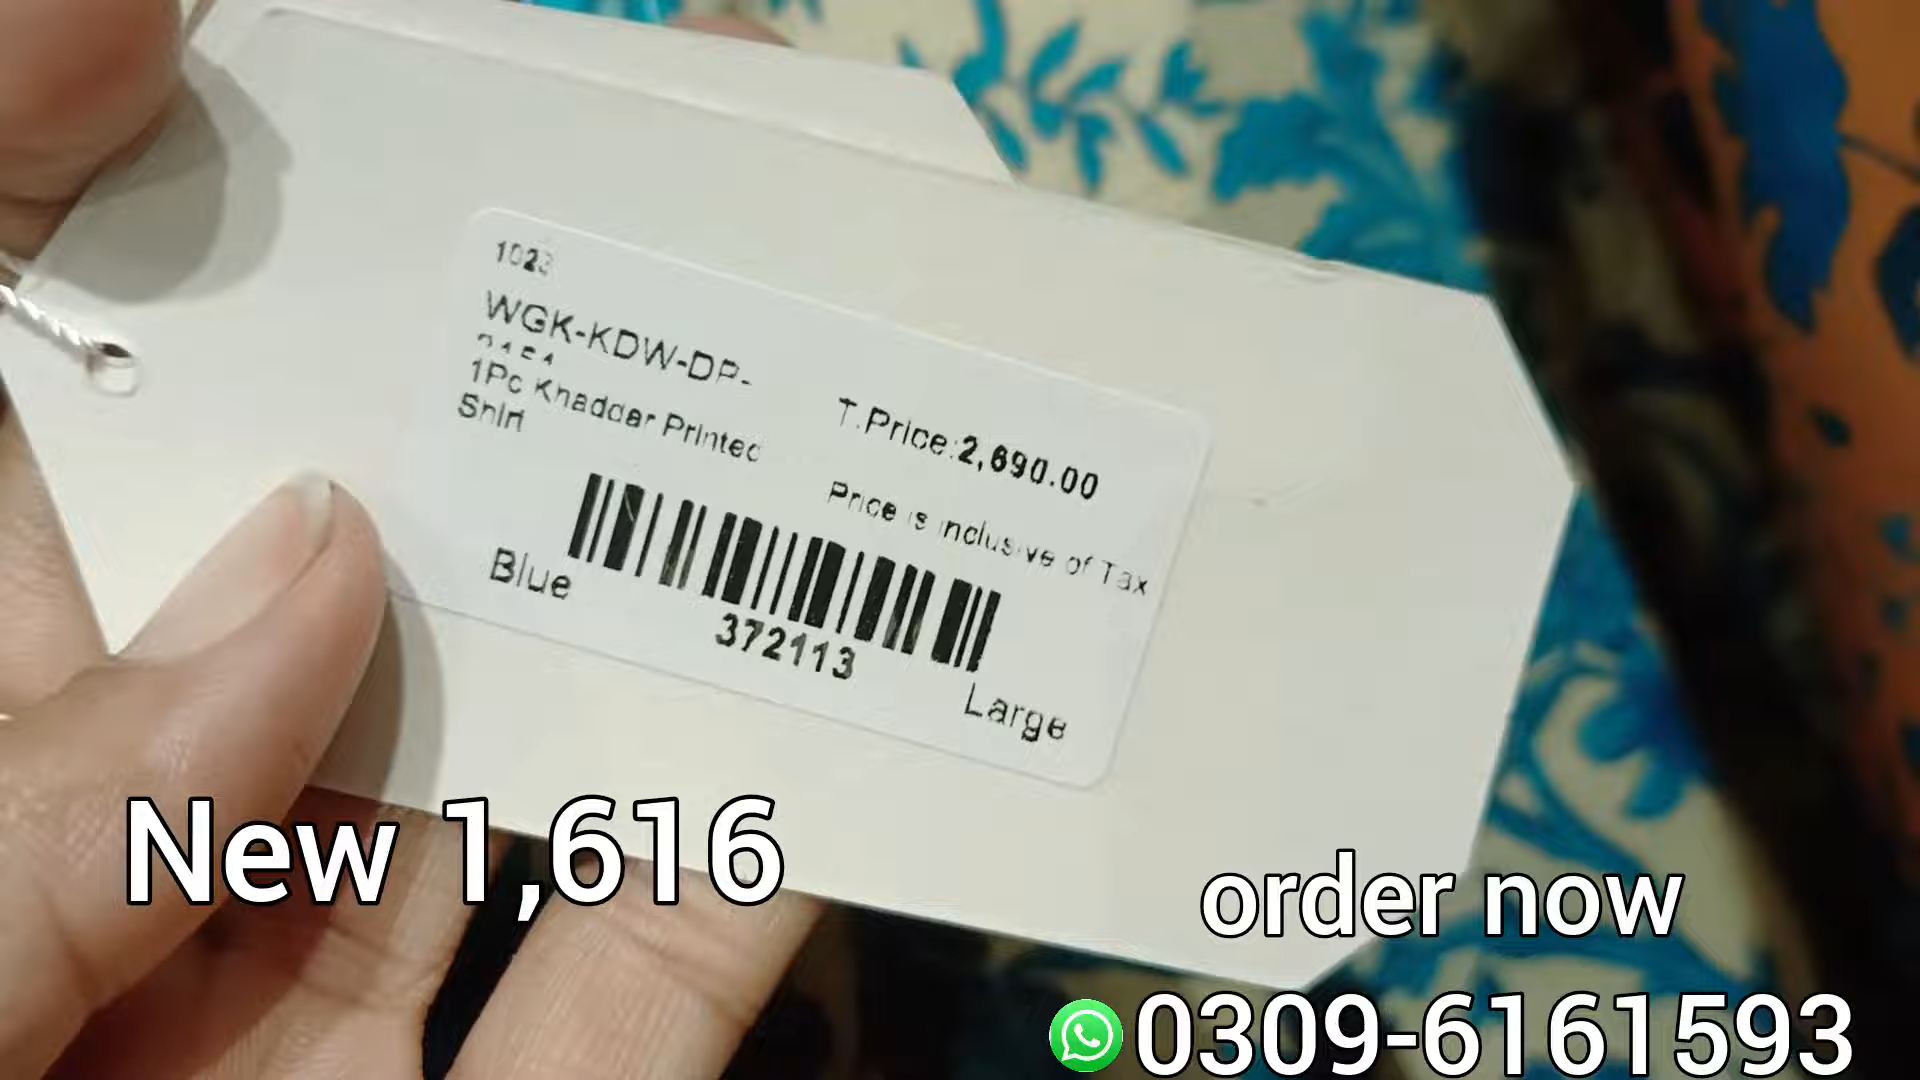 1023
WGK-KDW-DP-
1Pc Khaddar Printed
Shirt
T.Price:2,690.00
Price is inclusive of Tax
Blue
372113
Large
New 1,616
order now
0309-6161593